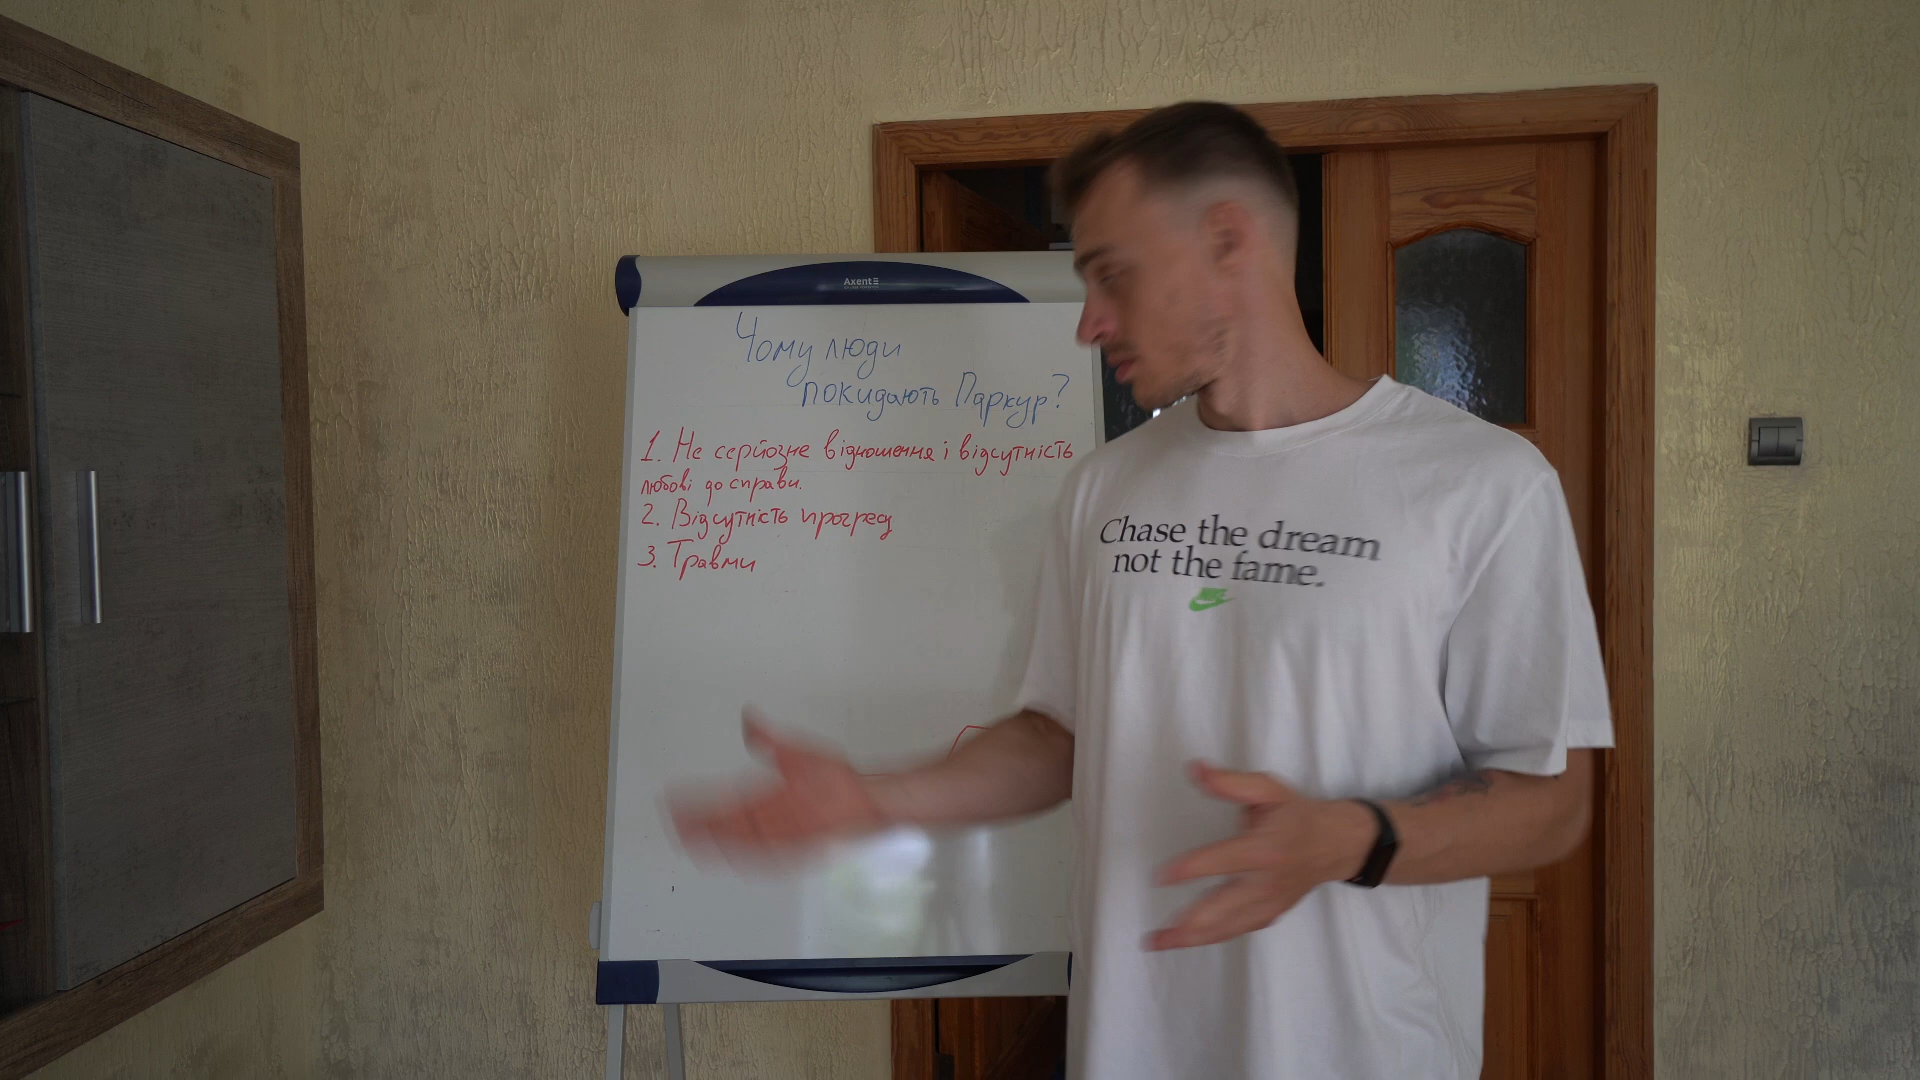 Axent
Чому люди
покидають Паркур?
1. Не серйозне відношення і відсутність
любові до справи.
2. Відсутність прогресу
3. Травми
Chase the dream
not the fame.
NIKE